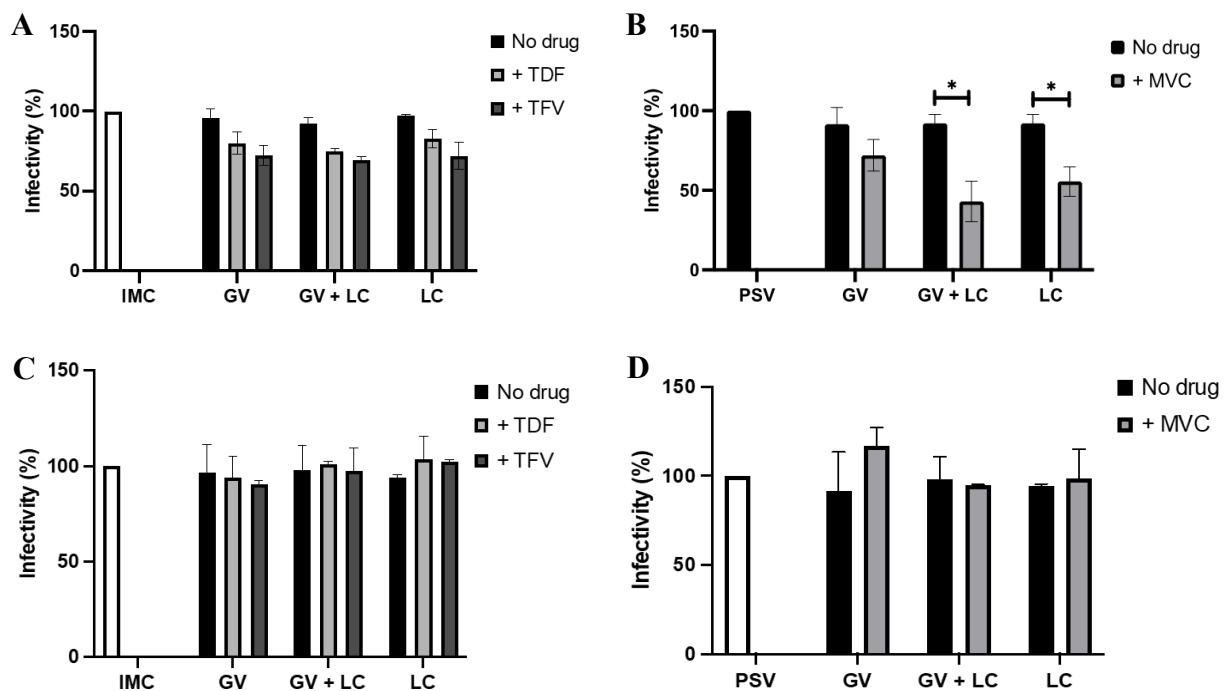 A
Infectivity (%)
150
100
50
0
IMC
GV
GV + LC
LC
No drug
+ TDF
+ TFV
B
Infectivity (%)
150
100
50
0
PSV
GV
GV + LC
LC
*
*
No drug
+ MVC
C
Infectivity (%)
150
100
50
0
IMC
GV
GV + LC
LC
No drug
+ TDF
+ TFV
D
Infectivity (%)
150
100
50
0
PSV
GV
GV + LC
LC
No drug
+ MVC